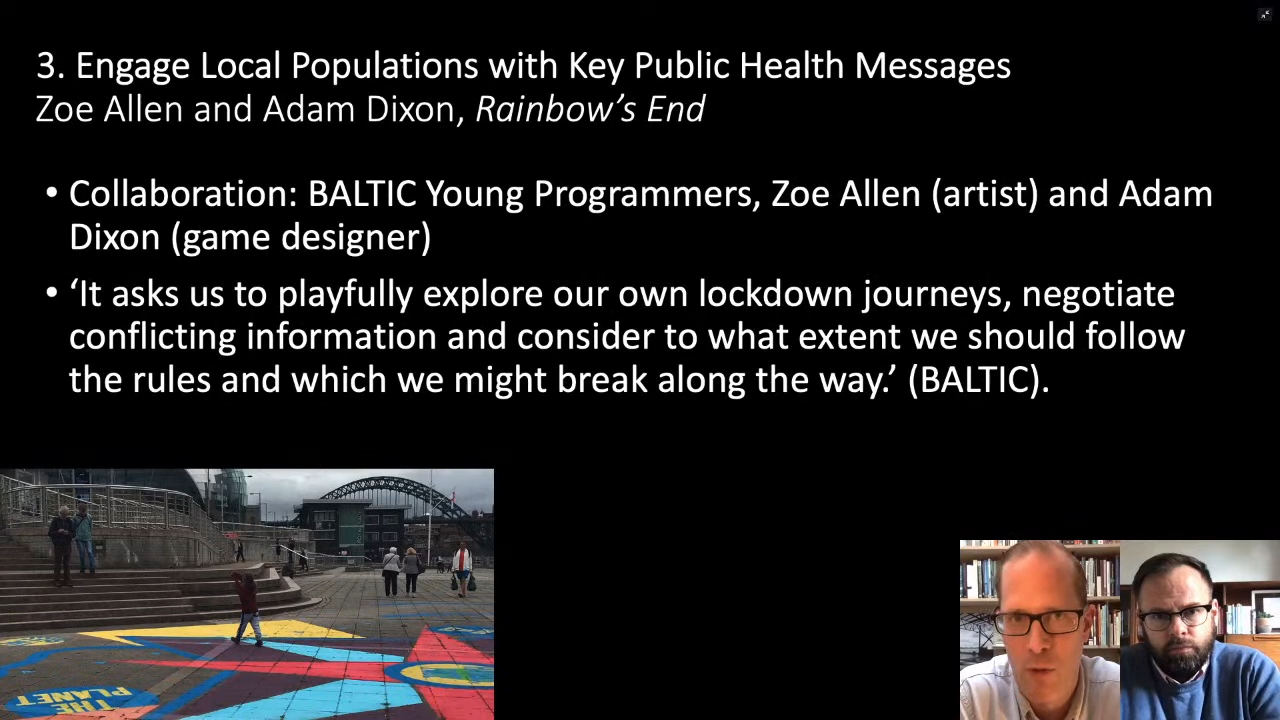 3. Engage Local Populations with Key Public Health Messages
Zoe Allen and Adam Dixon, Rainbow’s End
• Collaboration: BALTIC Young Programmers, Zoe Allen (artist) and Adam
Dixon (game designer)
• ‘It asks us to playfully explore our own lockdown journeys, negotiate
conflicting information and consider to what extent we should follow
the rules and which we might break along the way.’ (BALTIC).
THE
PLANET